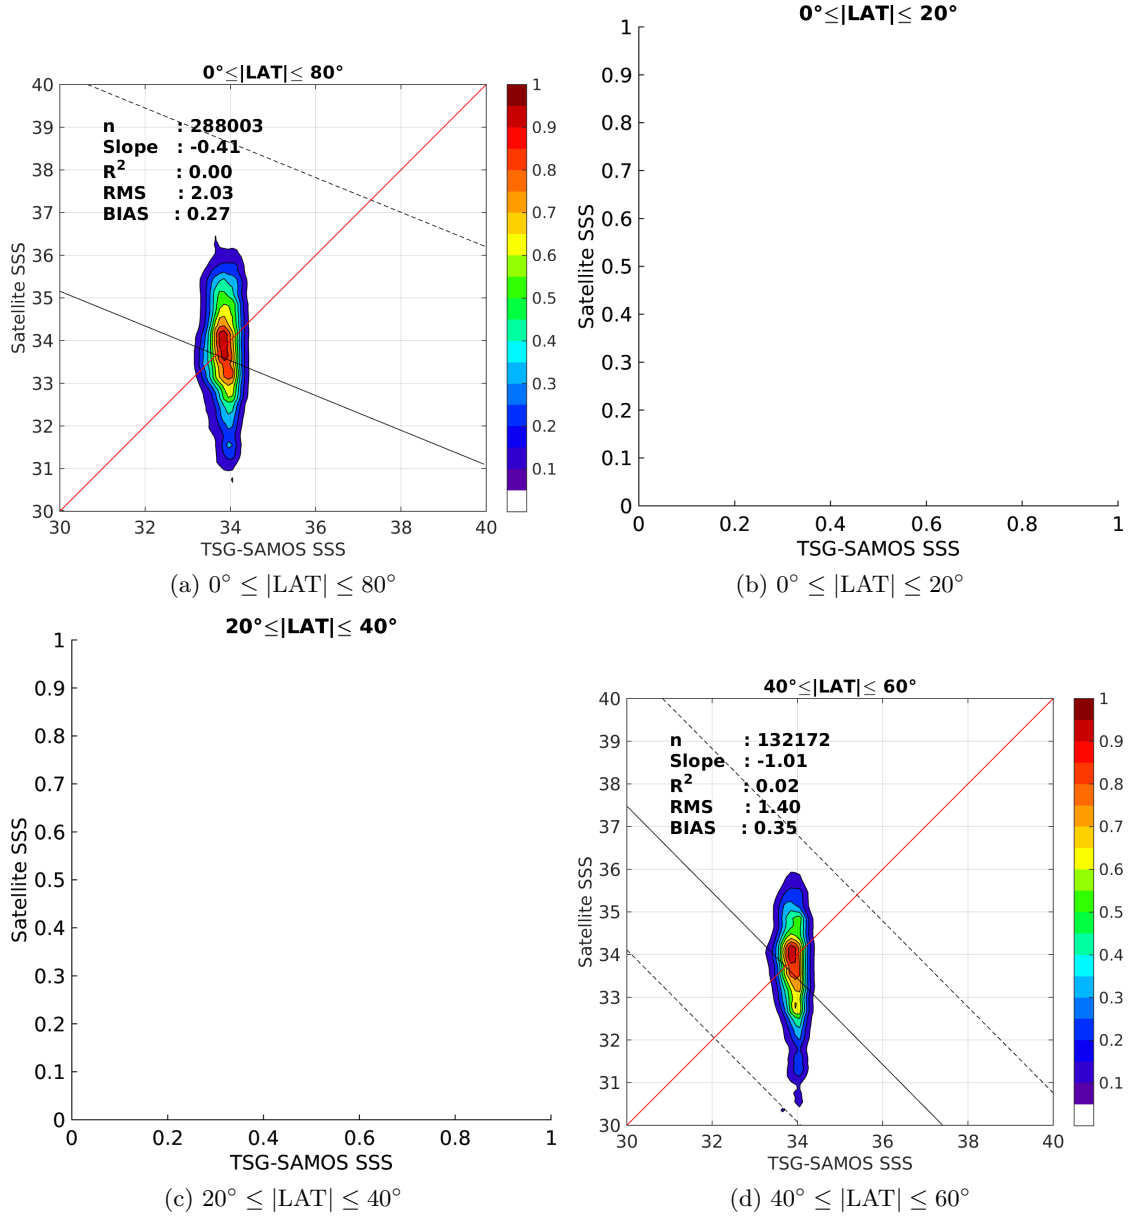 0°≤|LAT|≤ 80°
n : 288003
Slope : -0.41
R² : 0.00
RMS : 2.03
BIAS : 0.27
40
39
38
37
36
35
34
33
32
31
30
30 32 34 36 38 40
Satellite SSS
TSG-SAMOS SSS
1
0.9
0.8
0.7
0.6
0.5
0.4
0.3
0.2
0.1
(a) 0° ≤ |LAT| ≤ 80°
0°≤|LAT|≤ 20°
1
0.9
0.8
0.7
0.6
0.5
0.4
0.3
0.2
0.1
0
0 0.2 0.4 0.6 0.8 1
Satellite SSS
TSG-SAMOS SSS
(b) 0° ≤ |LAT| ≤ 20°
20°≤|LAT|≤ 40°
1
0.9
0.8
0.7
0.6
0.5
0.4
0.3
0.2
0.1
0
0 0.2 0.4 0.6 0.8 1
Satellite SSS
TSG-SAMOS SSS
(c) 20° ≤ |LAT| ≤ 40°
40°≤|LAT|≤ 60°
n : 132172
Slope : -1.01
R² : 0.02
RMS : 1.40
BIAS : 0.35
40
39
38
37
36
35
34
33
32
31
30
30 32 34 36 38 40
Satellite SSS
TSG-SAMOS SSS
1
0.9
0.8
0.7
0.6
0.5
0.4
0.3
0.2
0.1
(d) 40° ≤ |LAT| ≤ 60°